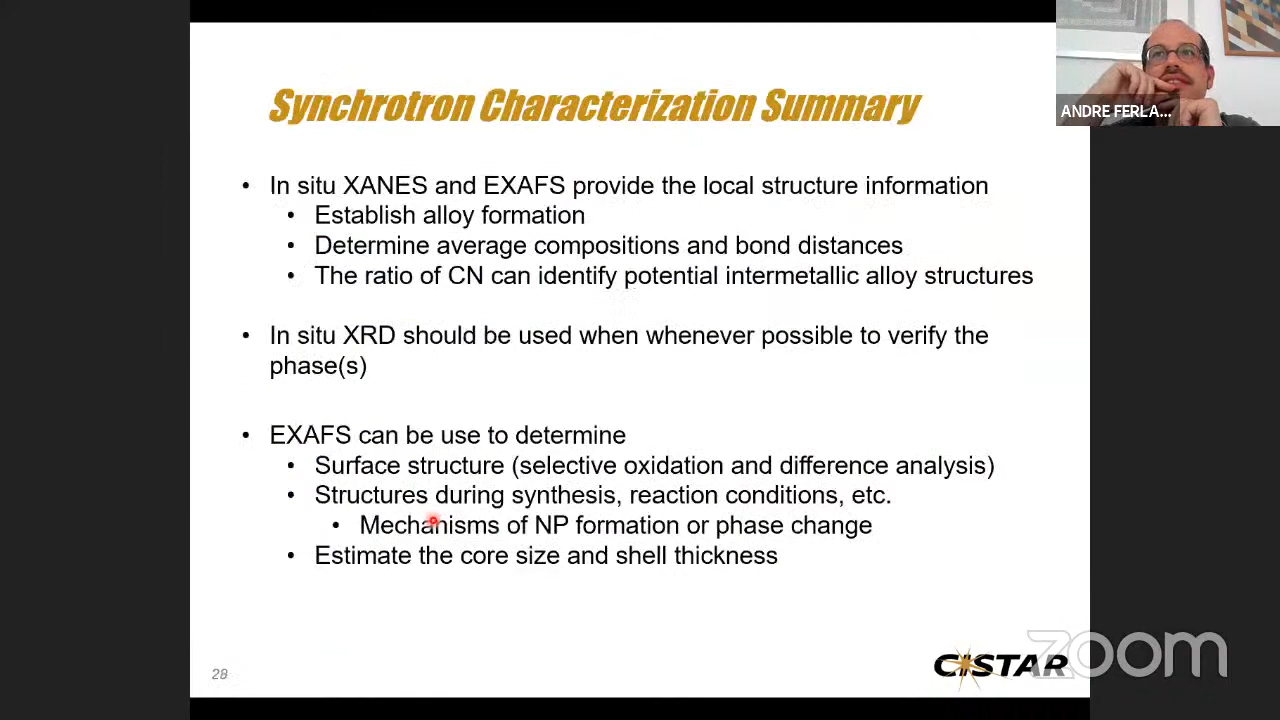 Synchrotron Characterization Summary
ANDRE FERLA...
• In situ XANES and EXAFS provide the local structure information
• Establish alloy formation
• Determine average compositions and bond distances
• The ratio of CN can identify potential intermetallic alloy structures
• In situ XRD should be used when whenever possible to verify the
phase(s)
• EXAFS can be use to determine
• Surface structure (selective oxidation and difference analysis)
• Structures during synthesis, reaction conditions, etc.
• Mechanisms of NP formation or phase change
• Estimate the core size and shell thickness
28
CISTAR
zoom